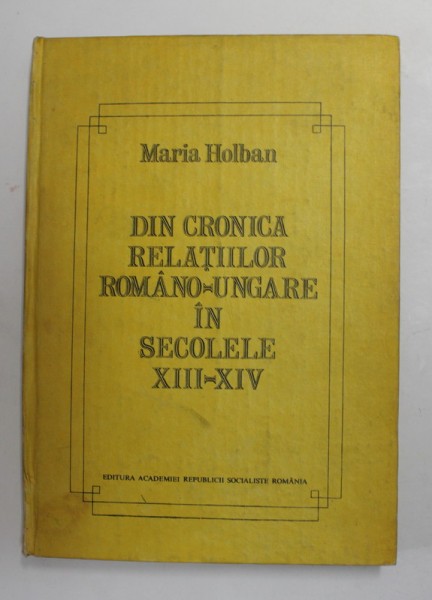 Maria Holban
DIN CRONICA
RELAȚIILOR
ROMÂNO-UNGARE
ÎN
SECOLELE
XIII-XIV
EDITURA ACADEMIEI REPUBLICII SOCIALISTE ROMÂNIA